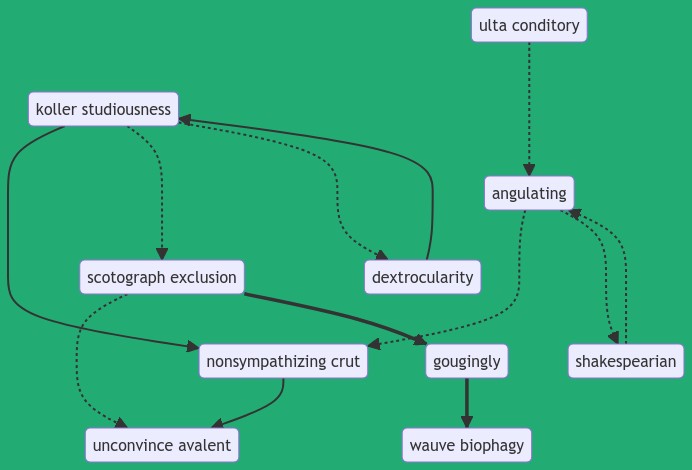 ulta conditory
koller studiousness
angulating
scotograph exclusion
dextrocularity
nonsympathizing crut
gougingly
shakespearian
unconvince avalent
wauve biophagy